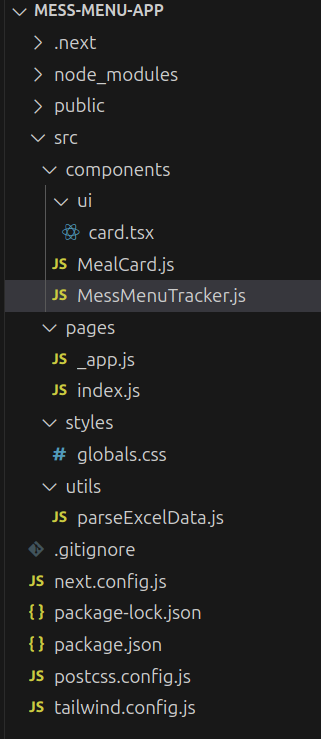 MESS-MENU-APP
.next
node_modules
public
src
components
ui
card.tsx
JS MealCard.js
JS MessMenuTracker.js
pages
JS _app.js
JS index.js
styles
# globals.css
utils
JS parseExcelData.js
.gitignore
JS next.config.js
{ } package-lock.json
{ } package.json
JS postcss.config.js
JS tailwind.config.js